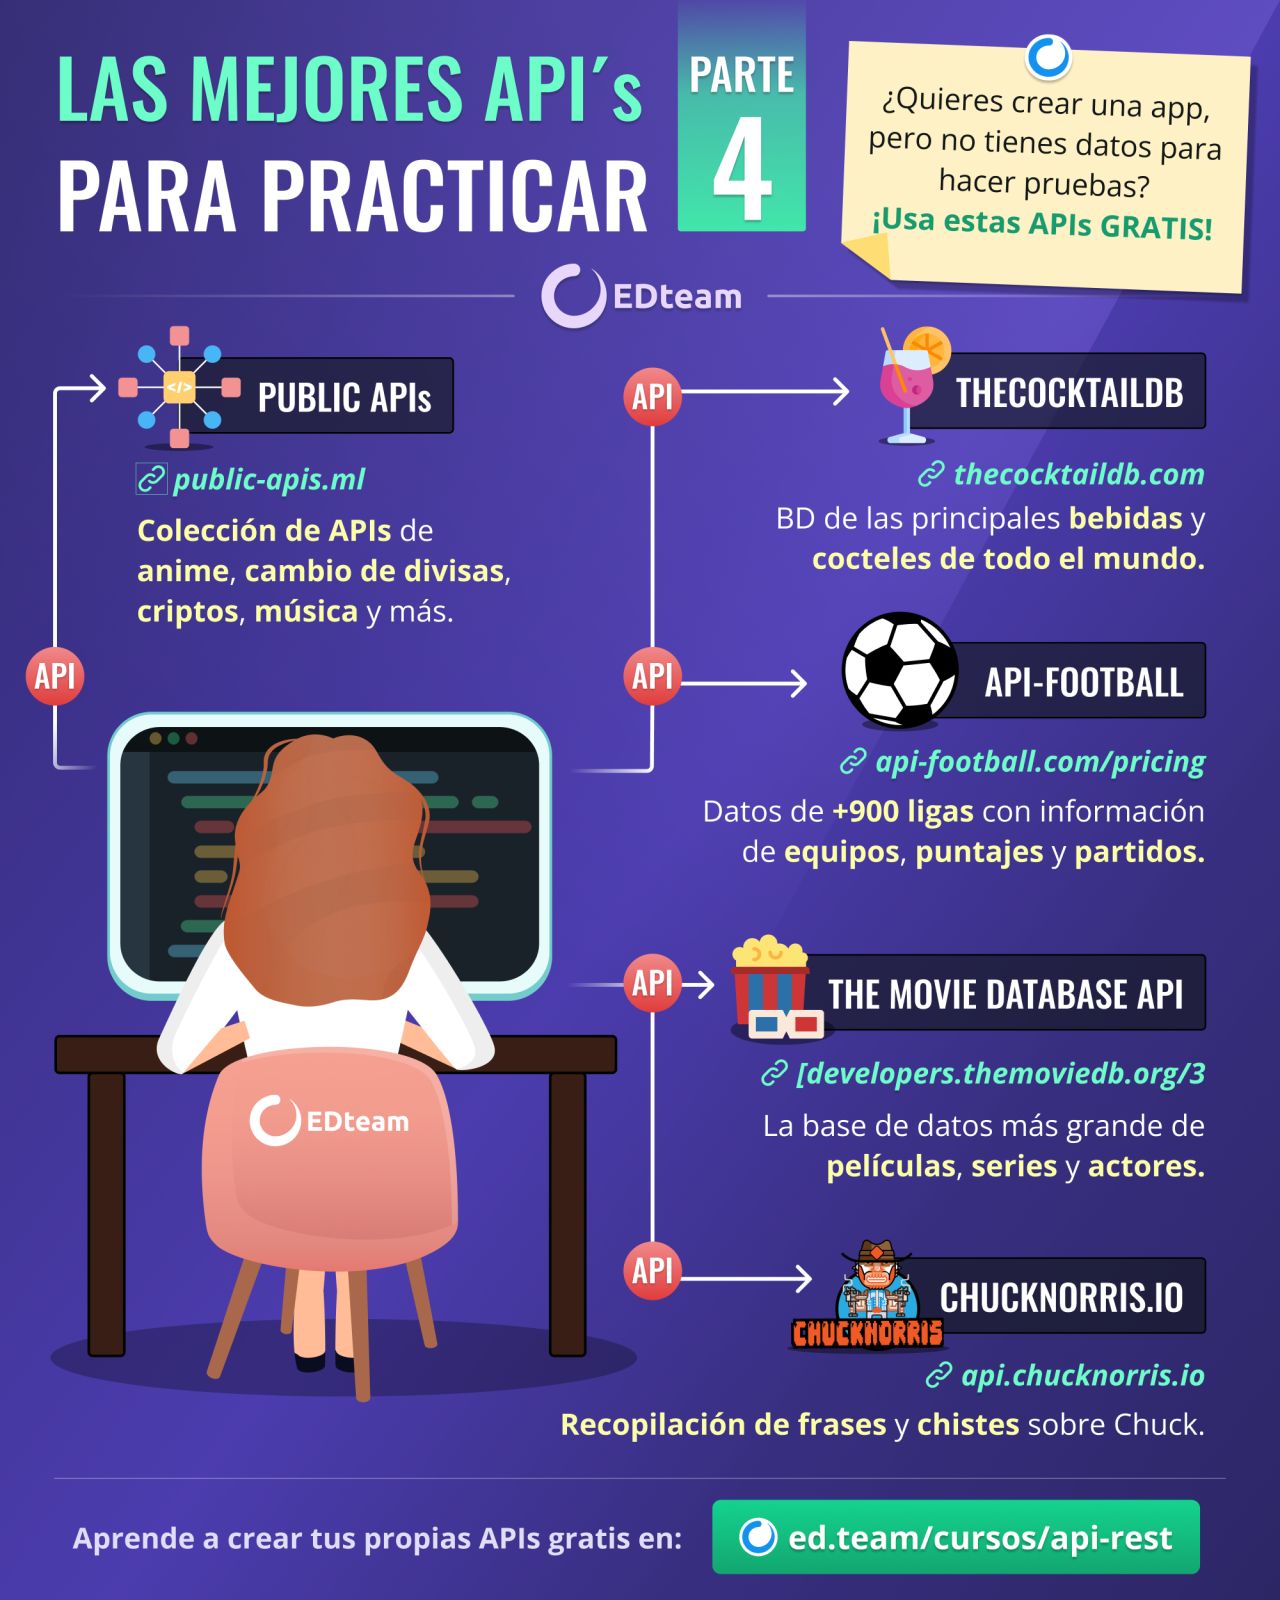 LAS MEJORES API´s
PARA PRACTICAR
PARTE
4
¿Quieres crear una app,
pero no tienes datos para
hacer pruebas?
¡Usa estas APIs GRATIS!
EDteam
PUBLIC APIs
public-apis.ml
Colección de APIs de
anime, cambio de divisas,
criptos, música y más.
API
API
THECOCKTAILDB
thecocktaildb.com
BD de las principales bebidas y
cocteles de todo el mundo.
API
API-FOOTBALL
api-football.com/pricing
Datos de +900 ligas con información
de equipos, puntajes y partidos.
API
THE MOVIE DATABASE API
[developers.themoviedb.org/3
La base de datos más grande de
películas, series y actores.
EDteam
API
CHUCKNORRIS
CHUCKNORRIS.IO
api.chucknorris.io
Recopilación de frases y chistes sobre Chuck.
Aprende a crear tus propias APIs gratis en:
ed.team/cursos/api-rest